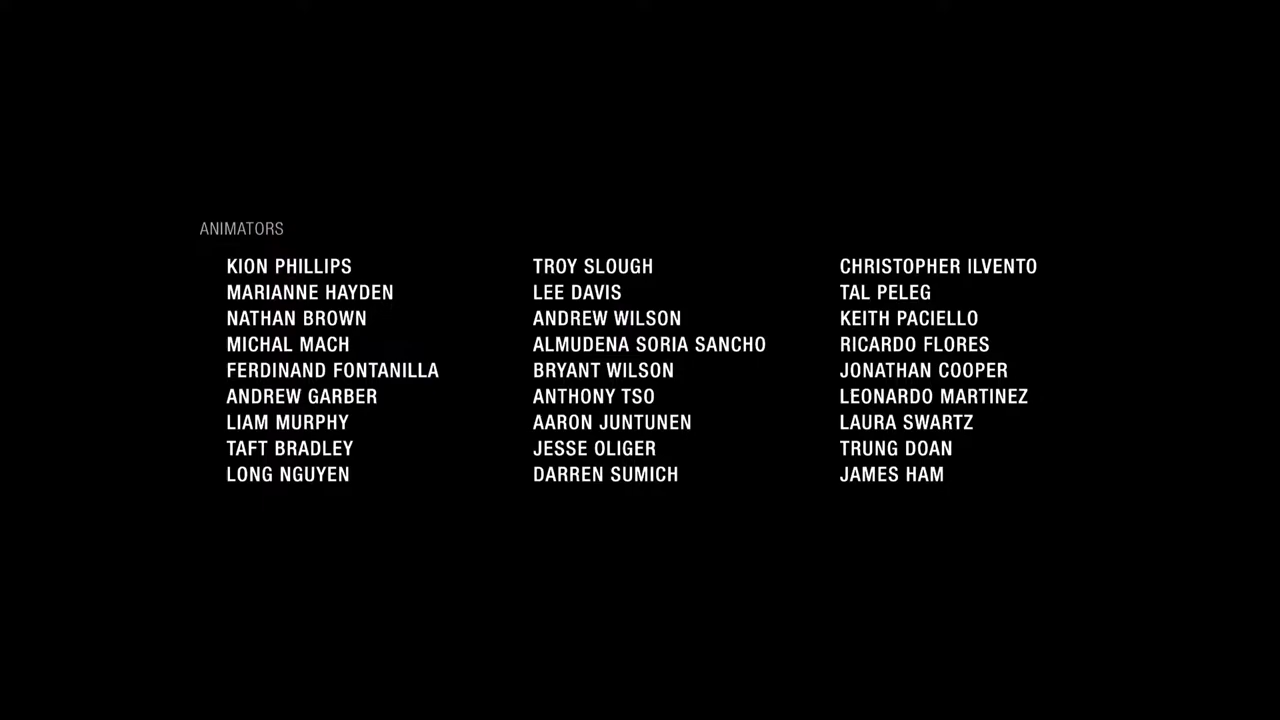 ANIMATORS
KION PHILLIPS
MARIANNE HAYDEN
NATHAN BROWN
MICHAL MACH
FERDINAND FONTANILLA
ANDREW GARBER
LIAM MURPHY
TAFT BRADLEY
LONG NGUYEN
TROY SLOUGH
LEE DAVIS
ANDREW WILSON
ALMUDENA SORIA SANCHO
BRYANT WILSON
ANTHONY TSO
AARON JUNTUNEN
JESSE OLIGER
DARREN SUMICH
CHRISTOPHER ILVENTO
TAL PELEG
KEITH PACIELLO
RICARDO FLORES
JONATHAN COOPER
LEONARDO MARTINEZ
LAURA SWARTZ
TRUNG DOAN
JAMES HAM